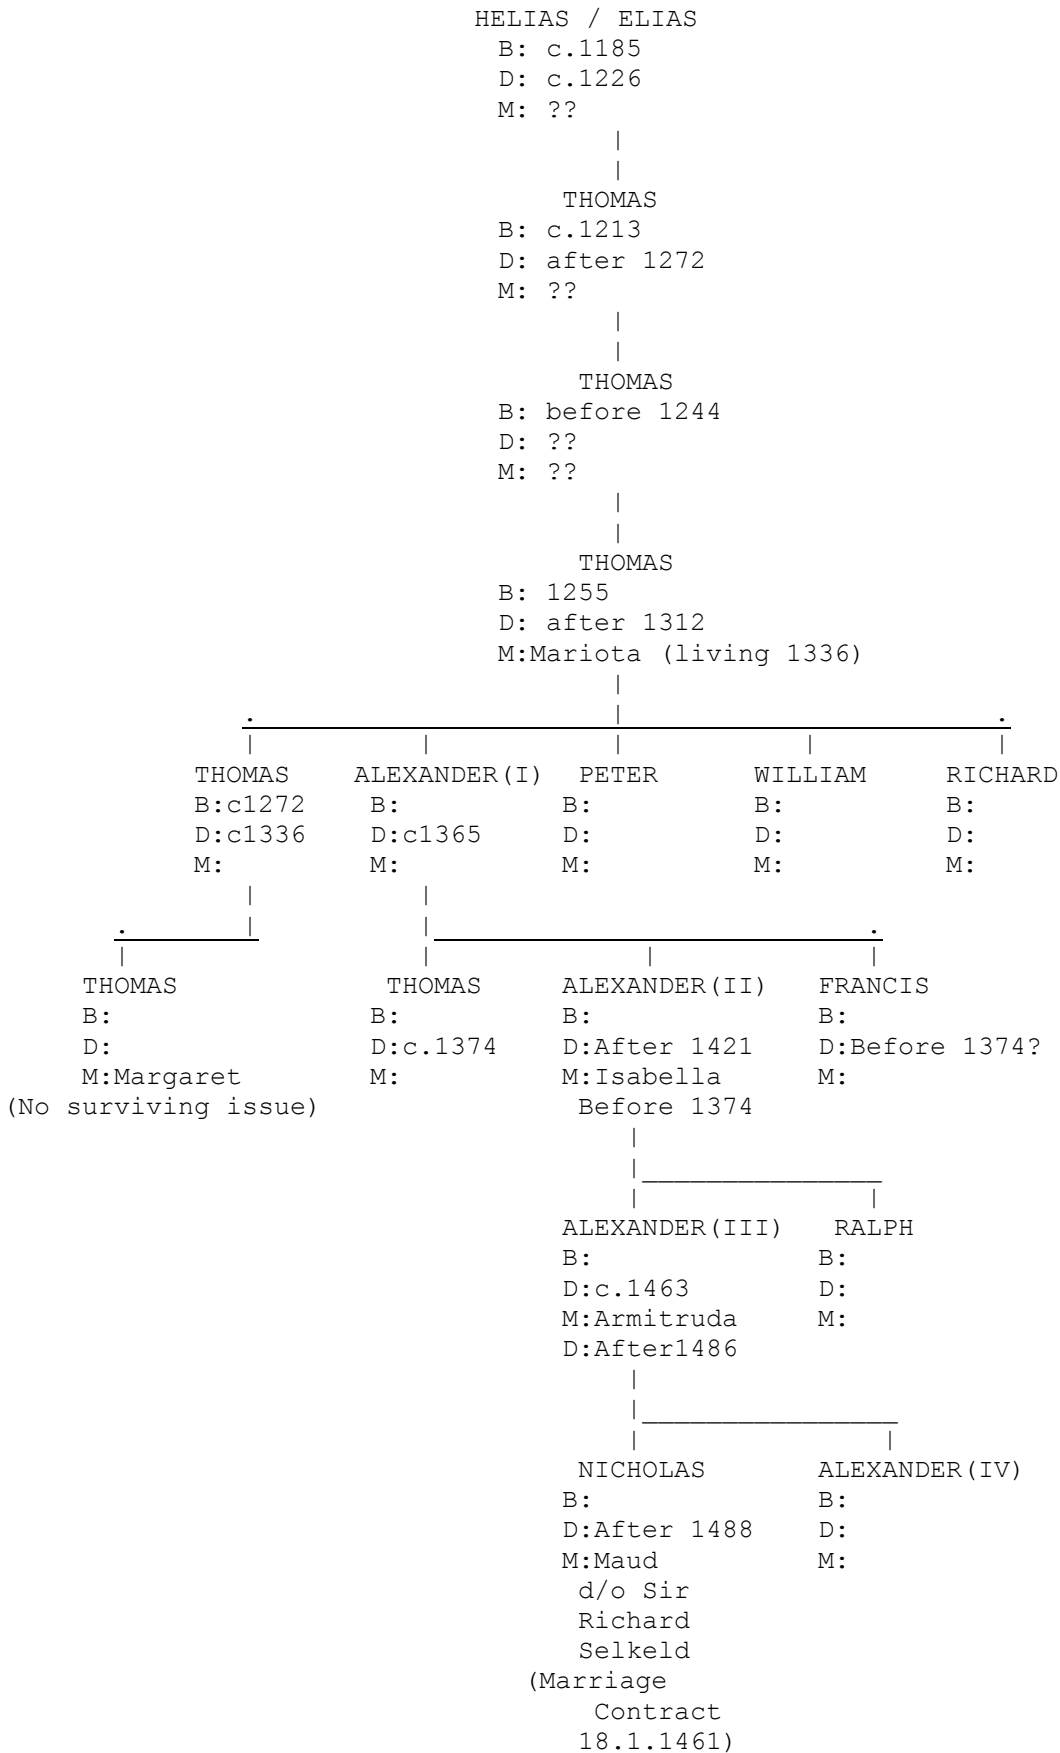 HELIAS / ELIAS
B: c.1185
D: c.1226
M: ??
THOMAS
B: c.1213
D: after 1272
M: ??
THOMAS
B: before 1244
D: ??
M: ??
THOMAS
B: 1255
D: after 1312
M:Mariota (living 1336)
THOMAS ALEXANDER(I) PETER WILLIAM RICHARD
B:c1272 B: B: B: B:
D:c1336 D:c1365 D: D: D:
M: M: M: M: M:
THOMAS THOMAS ALEXANDER(II) FRANCIS
B: B: B: B:
D: D:c.1374 D:After 1421 D:Before 1374?
M:Margaret M: M:Isabella M:
(No surviving issue) Before 1374
ALEXANDER(III) RALPH
B: B:
D:c.1463 D:
M:Armitruda M:
D:After1486
NICHOLAS ALEXANDER(IV)
B: B:
D:After 1488 D:
M:Maud M:
d/o Sir
Richard
Selkeld
(Marriage
Contract
18.1.1461)